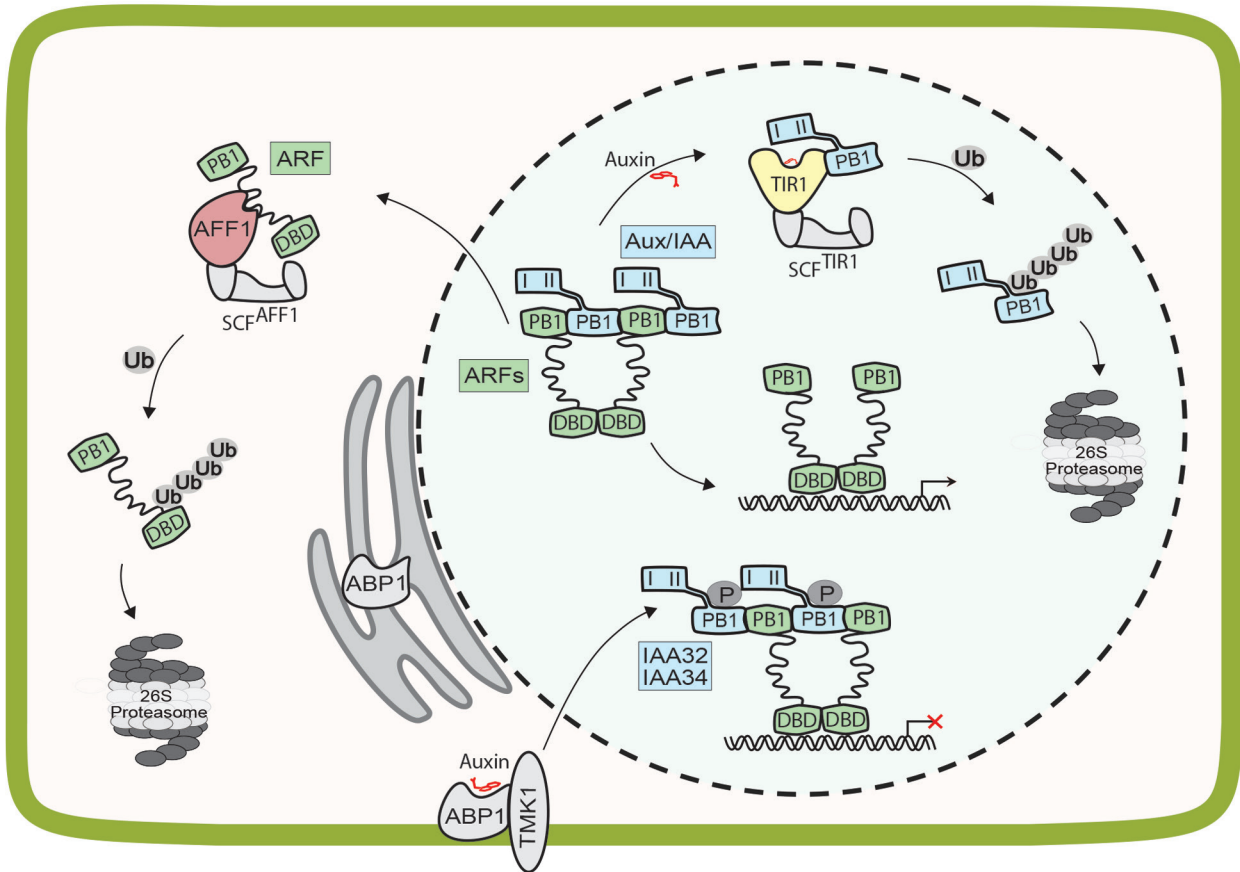 PB1
ARF
AFF1
DBD
SCF AFF1
Ub
PB1
Ub Ub Ub Ub
DBD
26S
Proteasome
Auxin
I II
PB1
TIR1
SCF TIR1
Ub
Aux/IAA
I II
I II
PB1 PB1 PB1 PB1
ARFs
DBD DBD
I II
Ub Ub Ub Ub
PB1
PB1 PB1
DBD DBD
26S
Proteasome
ABP1
I II
I II
P
P
PB1 PB1 PB1 PB1
IAA32
IAA34
DBD DBD
Auxin
ABP1
TMK1